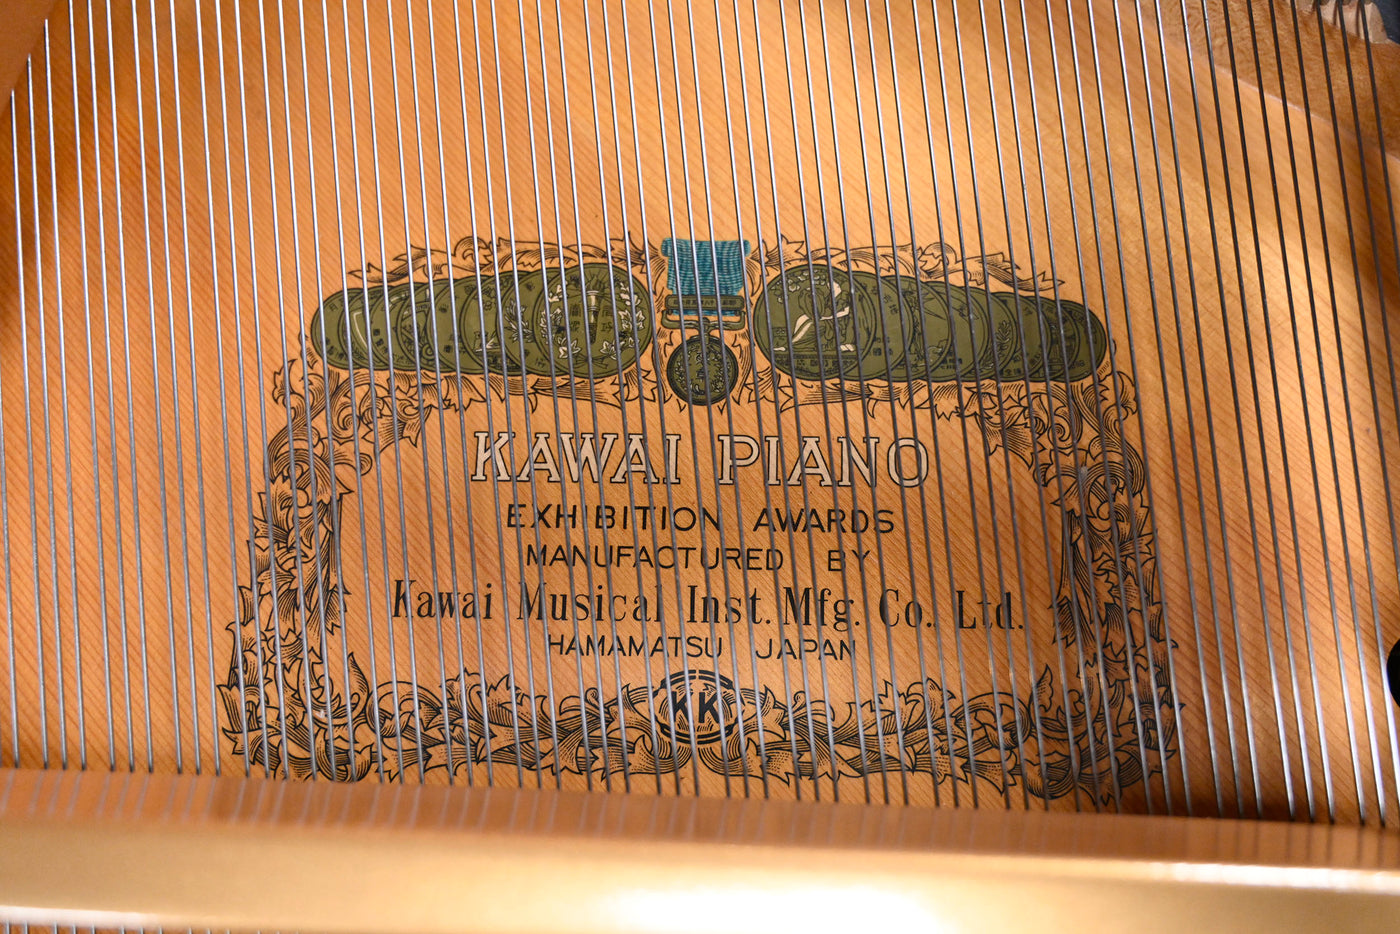 KAWAI PIANO
EXHIBITION AWARDS
MANUFACTURED BY
Kawai Musical Inst. Mfg. Co. Ltd.
HAMAMATSU JAPAN
KK